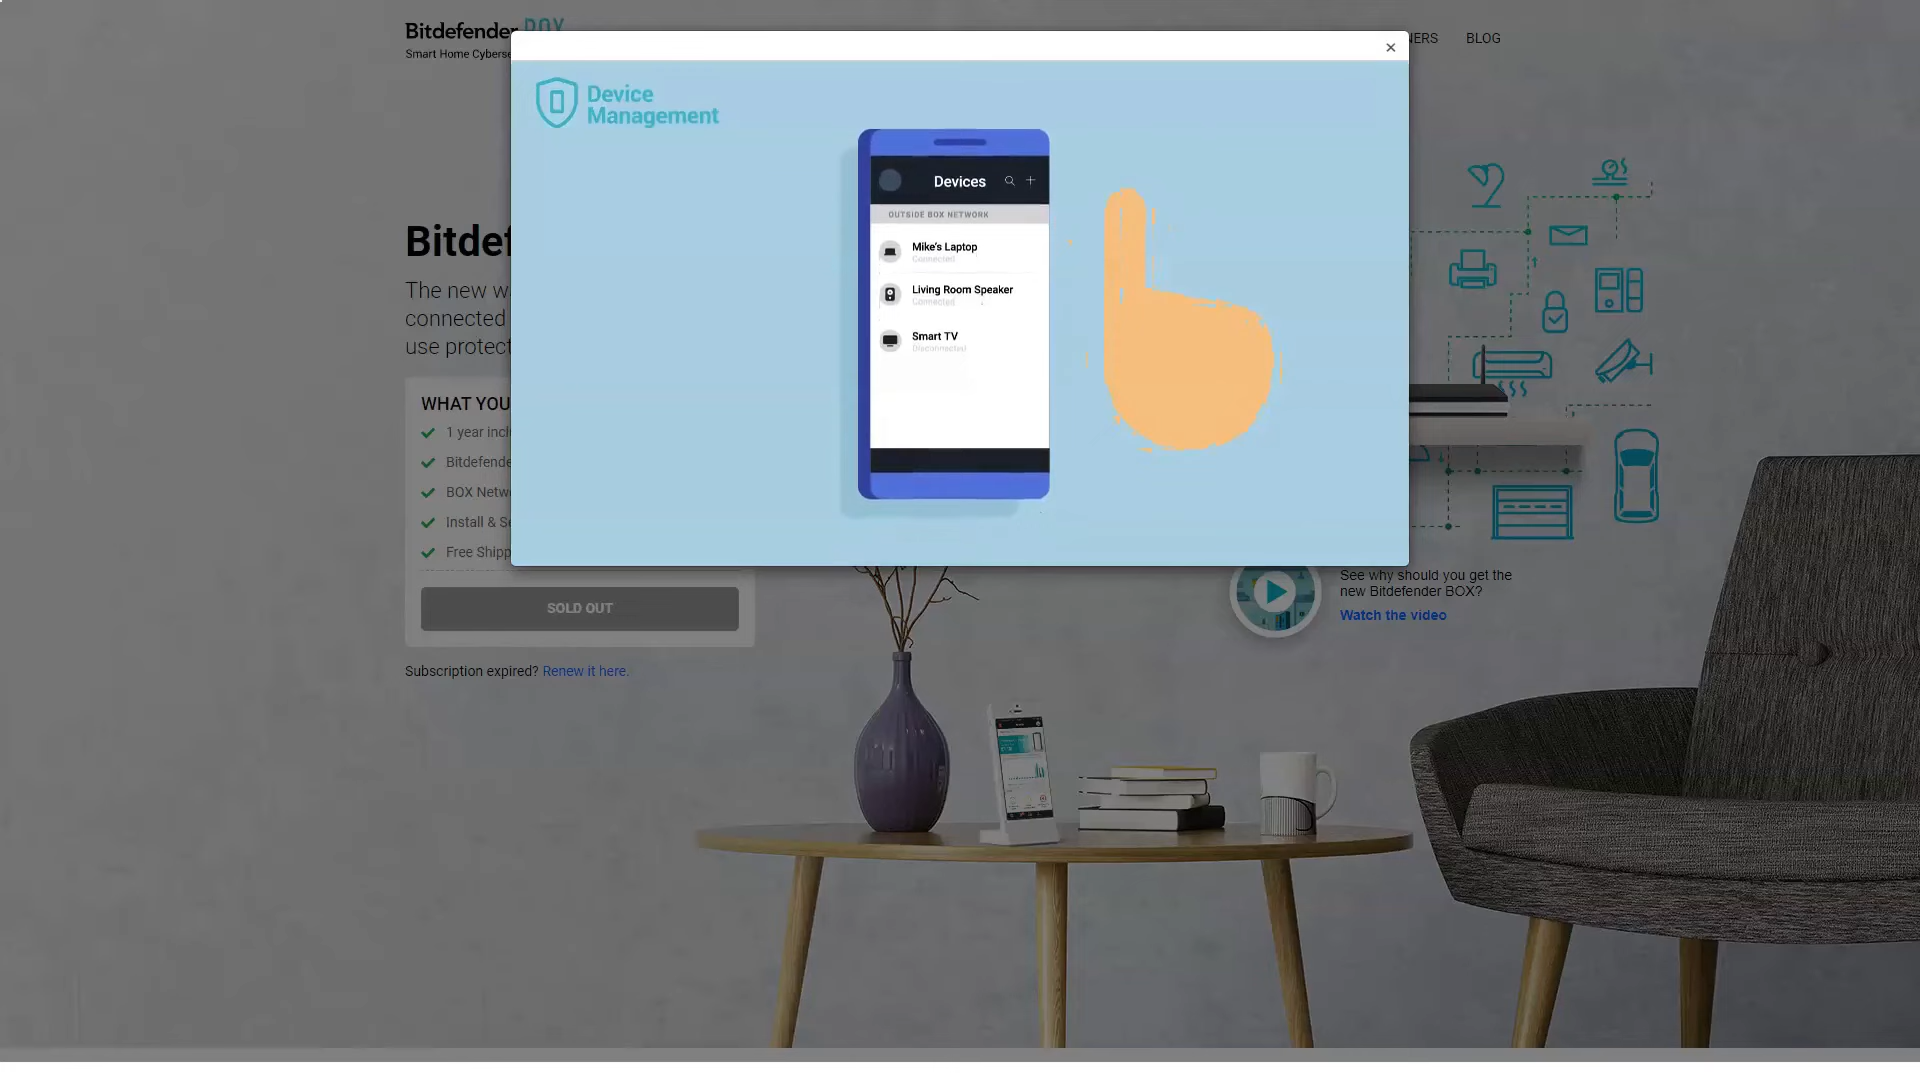 Bitdefender BOX
Smart Home Cyberse
NERS
BLOG
×
Device
Management
Devices
OUTSIDE BOX NETWORK
Mike's Laptop
Connected
Living Room Speaker
Connected
Smart TV
Disconnected
Bitdef
The new w
connected
use protect
WHAT YOU
1 year incl
Bitdefende
BOX Netw
Install & Se
Free Shipp
SOLD OUT
Subscription expired? Renew it here.
See why should you get the
new Bitdefender BOX?
Watch the video